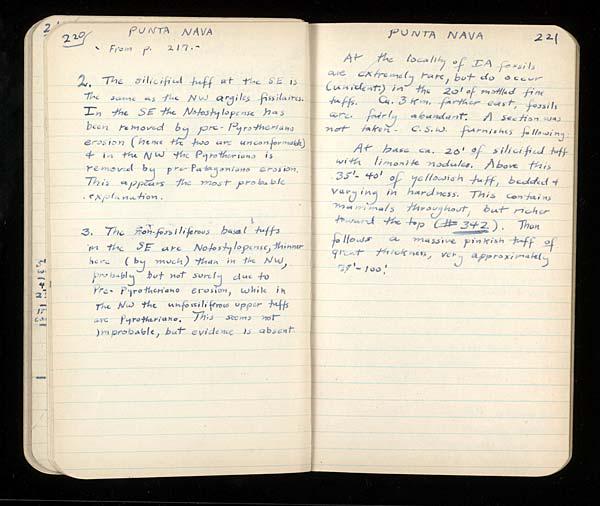 220
PUNTA NAVA
- From p. 217.-
2. The silicified tuff at the SE is
the same as the NW argiles fissilaires.
In the SE the Notostylopense has
been removed by pre-Pyrotheriano
erosion (hence the two are unconformable)
+ in the NW the Pyrotheriano is
removed by pre-Patagoniano erosion.
This appears the most probable
explanation.
3. The non-fossiliferous basal tuffs
in the SE are Notostylopense, thinner
here (by much) than in the NW,
probably but not surely due to
Pre-Pyrotheriano erosion, while in
the NW the unfossiliferous upper tuffs
are Pyrotheriano. This seems not
improbable, but evidence is absent.
PUNTA NAVA
221
At the locality of IA fossils
are extremely rare, but do occur
(unident.) in the 20' of mottled fine
tuffs. Ca. 3 km. farther east, fossils
are fairly abundant. A section was
not taken. C.S.W. furnishes following:
At base ca. 20' of silicified tuff
with limonite nodules. Above this
35'-40' of yellowish tuff, bedded +
varying in hardness. This contains
mammals throughout, but richer
toward the top (#342). Then
follows a massive pinkish tuff of
great thickness, very approximately
-100'